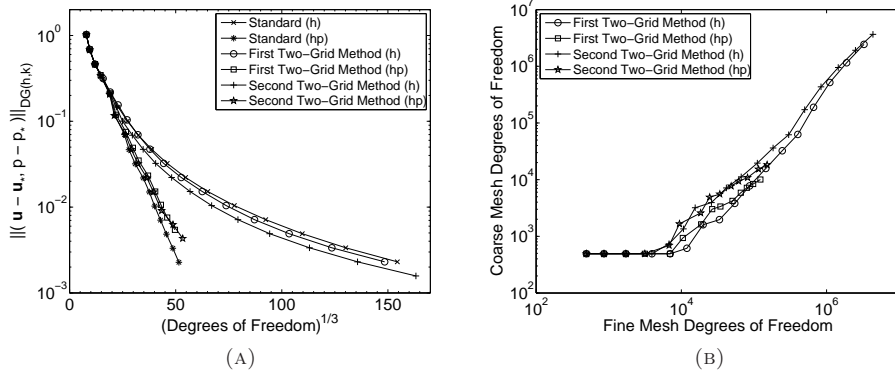 ||( u − u*, p − p* )||DG(h,k)
10^0
10^−1
10^−2
10^−3
0
50
100
150
(Degrees of Freedom)^1/3
Standard (h)
Standard (hp)
First Two−Grid Method (h)
First Two−Grid Method (hp)
Second Two−Grid Method (h)
Second Two−Grid Method (hp)
(A)
Coarse Mesh Degrees of Freedom
10^7
10^6
10^5
10^4
10^3
10^2
10^2
10^4
10^6
Fine Mesh Degrees of Freedom
First Two−Grid Method (h)
First Two−Grid Method (hp)
Second Two−Grid Method (h)
Second Two−Grid Method (hp)
(B)